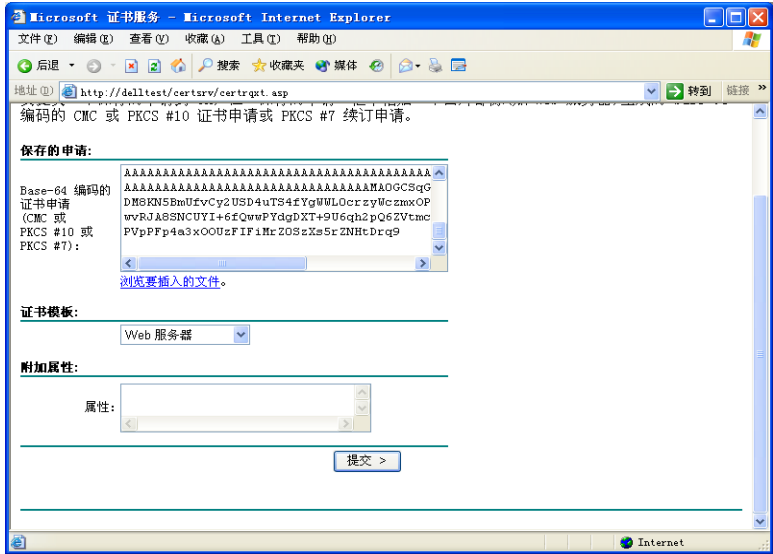 Microsoft 证书服务 - Microsoft Internet Explorer
文件(F) 编辑(E) 查看(V) 收藏(A) 工具(T) 帮助(H)
后退 搜索 收藏夹 媒体
地址(D) http://delltest/certsrv/certrqxt.asp 转到 链接 »
编码的 CMC 或 PKCS #10 证书申请或 PKCS #7 续订申请。
保存的申请:
Base-64 编码的
证书申请
(CMC 或
PKCS #10 或
PKCS #7):
AAAAAAAAAAAAAAAAAAAAAAAAAAAAAAAAAAAAAAA
AAAAAAAAAAAAAAAAAAAAAAAAAAAAAAAMAOGCSqG
DM8KN5BmUfvCy2USD4uTS4fYgWWLOcrzyWczmxOP
wvRJA8SNCUYI+6fQwwPYdgDXT+9U6qh2pQ6ZVtmc
PVpPFp4a3xOOUzFIFiMrZOSzXs5rZNHtDrq9
浏览要插入的文件。
证书模板:
Web 服务器
附加属性:
属性:
提交 >
Internet